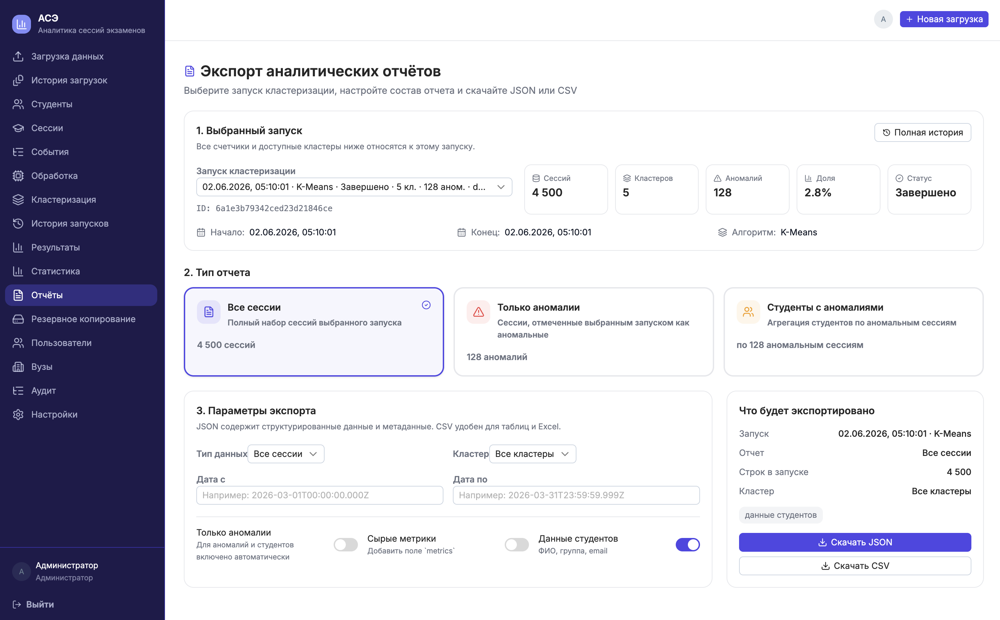 АСЭ
Аналитика сессий экзаменов
Загрузка данных
История загрузок
Студенты
Сессии
События
Обработка
Кластеризация
История запусков
Результаты
Статистика
Отчёты
Резервное копирование
Пользователи
Вузы
Аудит
Настройки
А
Администратор
Администратор
Выйти
А
+ Новая загрузка
Экспорт аналитических отчётов
Выберите запуск кластеризации, настройте состав отчета и скачайте JSON или CSV
1. Выбранный запуск
Все счетчики и доступные кластеры ниже относятся к этому запуску.
Полная история
Запуск кластеризации
02.06.2026, 05:10:01 · K-Means · Завершено · 5 кл. · 128 аном. · d...
ID: 6a1e3b79342ced23d21846ce
Сессий
4 500
Кластеров
5
Аномалий
128
Доля
2.8%
Статус
Завершено
Начало: 02.06.2026, 05:10:01
Конец: 02.06.2026, 05:10:01
Алгоритм: K-Means
2. Тип отчета
Все сессии
Полный набор сессий выбранного запуска
4 500 сессий
Только аномалии
Сессии, отмеченные выбранным запуском как
аномальные
128 аномалий
Студенты с аномалиями
Агрегация студентов по аномальным сессиям
по 128 аномальным сессиям
3. Параметры экспорта
JSON содержит структурированные данные и метаданные. CSV удобен для таблиц и Excel.
Тип данных Все сессии
Кластер Все кластеры
Дата с
Например: 2026-03-01T00:00:00.000Z
Дата по
Например: 2026-03-31T23:59:59.999Z
Только аномалии
Для аномалий и студентов
включено автоматически
Сырые метрики
Добавить поле `metrics`
Данные студентов
ФИО, группа, email
Что будет экспортировано
Запуск 02.06.2026, 05:10:01 · K-Means
Отчет Все сессии
Строк в запуске 4 500
Кластер Все кластеры
данные студентов
Скачать JSON
Скачать CSV